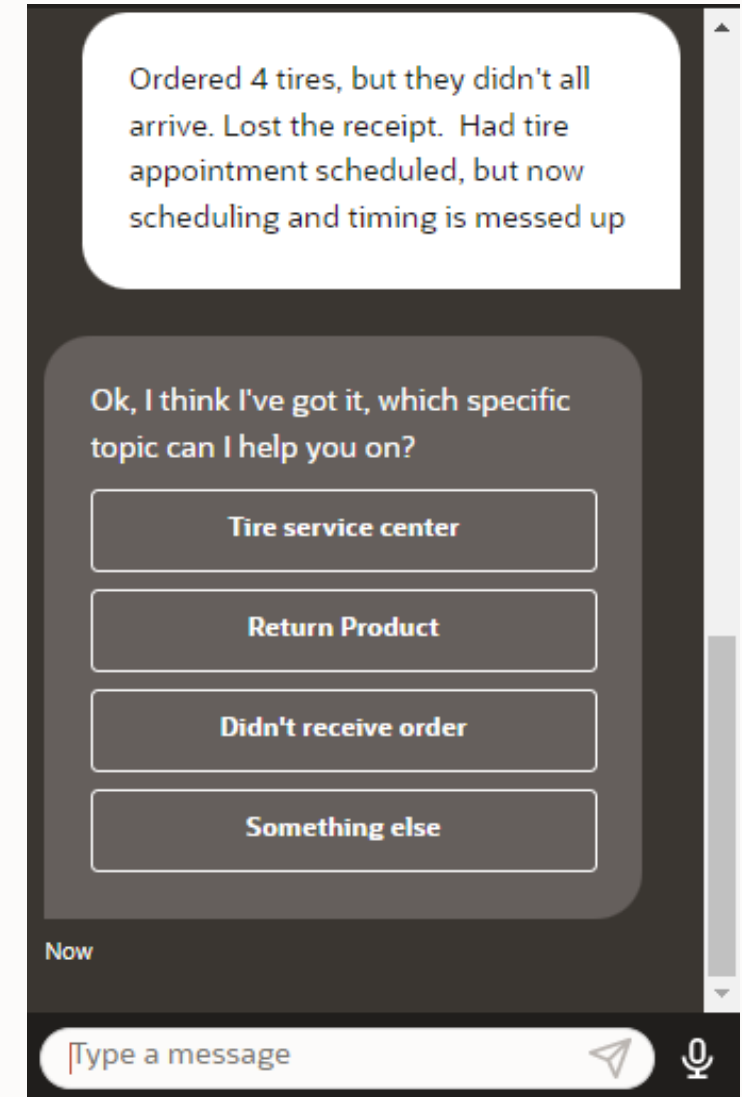 Ordered 4 tires, but they didn't all
arrive. Lost the receipt.  Had tire
appointment scheduled, but now
scheduling and timing is messed up
Ok, I think I've got it, which specific
topic can I help you on?
Tire service center
Return Product
Didn't receive order
Something else
Now
Type a message